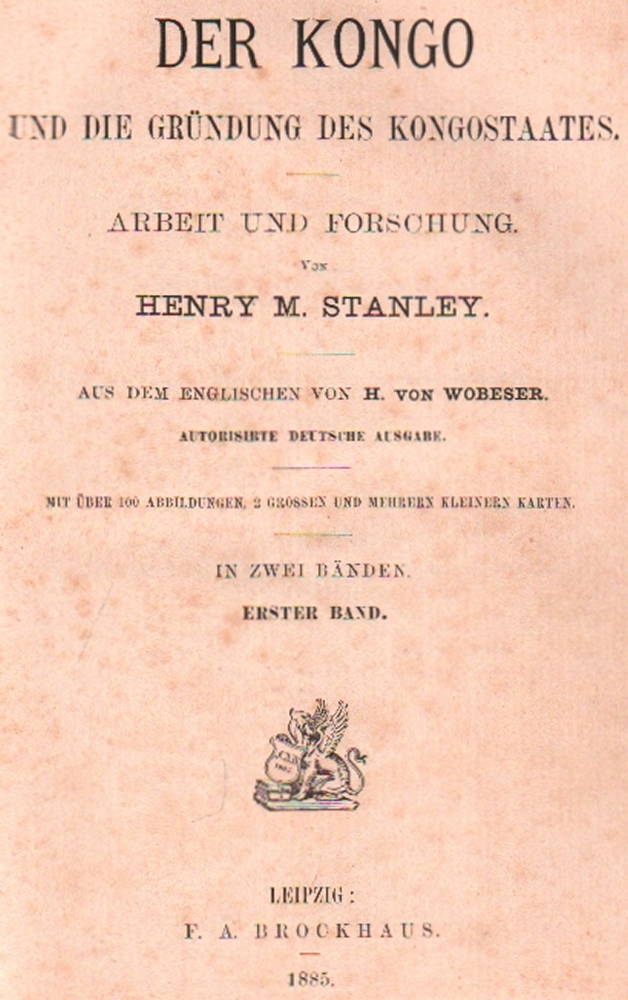 DER KONGO
UND DIE GRÜNDUNG DES KONGOSTAATES.
ARBEIT UND FORSCHUNG.
VON
HENRY M. STANLEY.
AUS DEM ENGLISCHEN VON H. VON WOBESER.
AUTORISIRTE DEUTSCHE AUSGABE.
MIT ÜBER 100 ABBILDUNGEN, 2 GROSSEN UND MEHRERN KLEINERN KARTEN.
IN ZWEI BÄNDEN.
ERSTER BAND.
LEIPZIG:
F. A. BROCKHAUS.
1885.